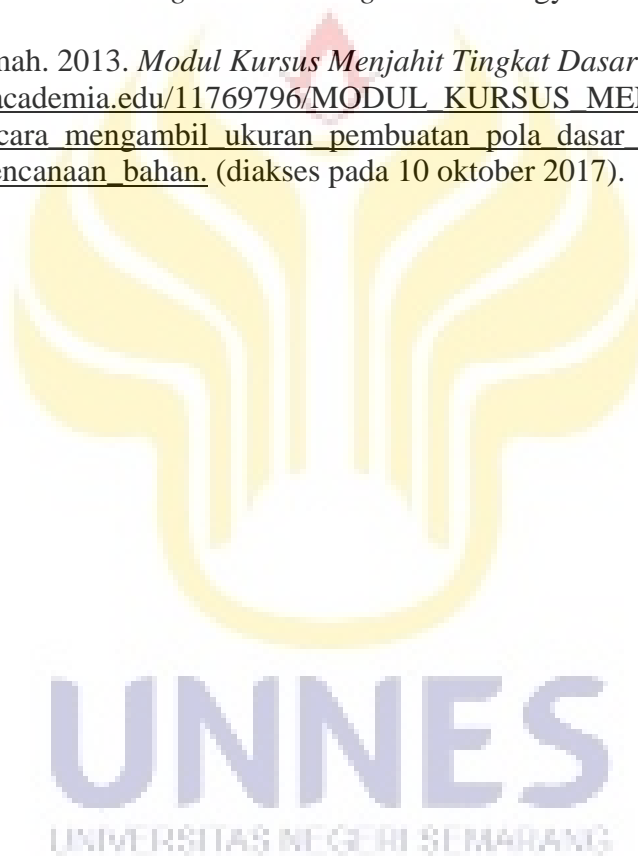 nah. 2013. Modul Kursus Menjahit Tingkat Dasar
academia.edu/11769796/MODUL_KURSUS_ME
cara_mengambil_ukuran_pembuatan_pola_dasar_
encanaan_bahan. (diakses pada 10 oktober 2017).
UNNES
UNIVERSITAS NEGERI SEMARANG